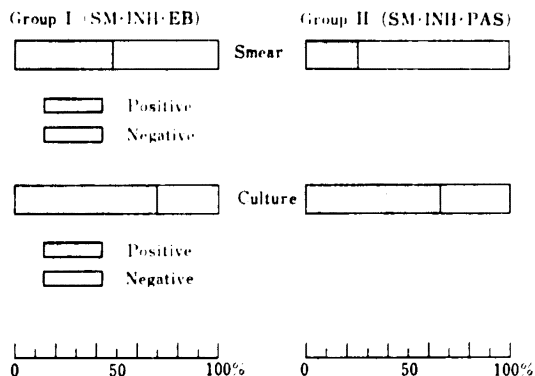 Group I (SM·INH·EB)
Group II (SM·INH·PAS)
Smear
Positive
Negative
Culture
Positive
Negative
0 50 100%
0 50 100%